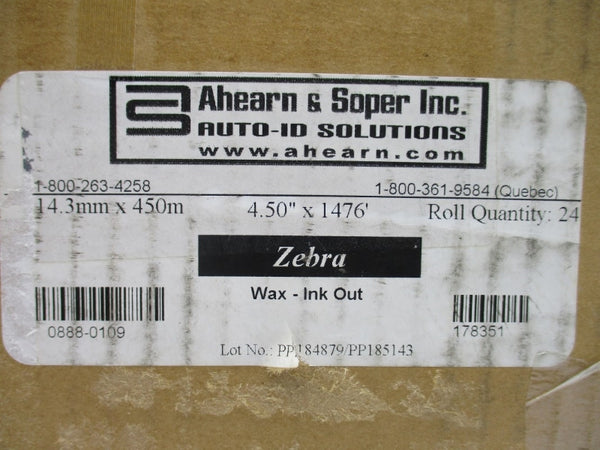 Ahearn & Soper Inc.
AUTO-ID SOLUTIONS
www.ahearn.com
1-800-263-4258 1-800-361-9584 (Quebec)
14.3mm x 450m 4.50" x 1476' Roll Quantity: 24
Zebra
Wax - Ink Out
0888-0109 178351
Lot No.: PP184879/PP185143